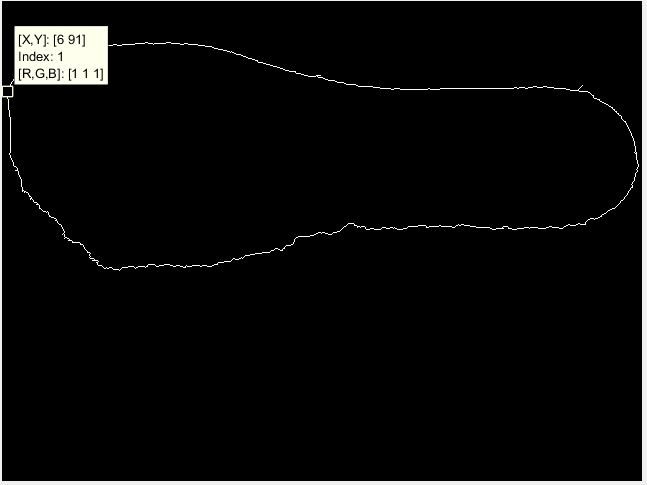 [X,Y]: [6 91]
Index: 1
[R,G,B]: [1 1 1]